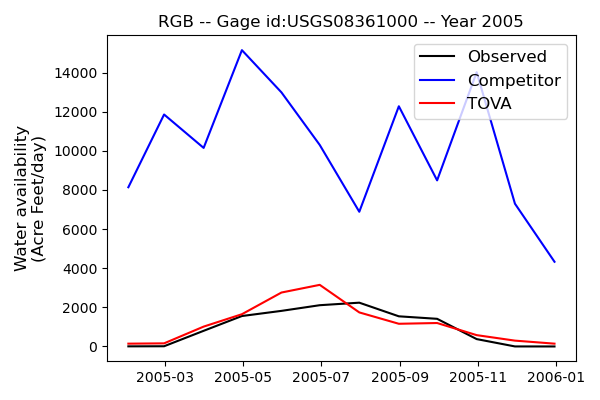 RGB -- Gage id:USGS08361000 -- Year 2005
Water availability
(Acre Feet/day)
14000
12000
10000
8000
6000
4000
2000
0
Observed
Competitor
TOVA
2005-03 2005-05 2005-07 2005-09 2005-11 2006-01